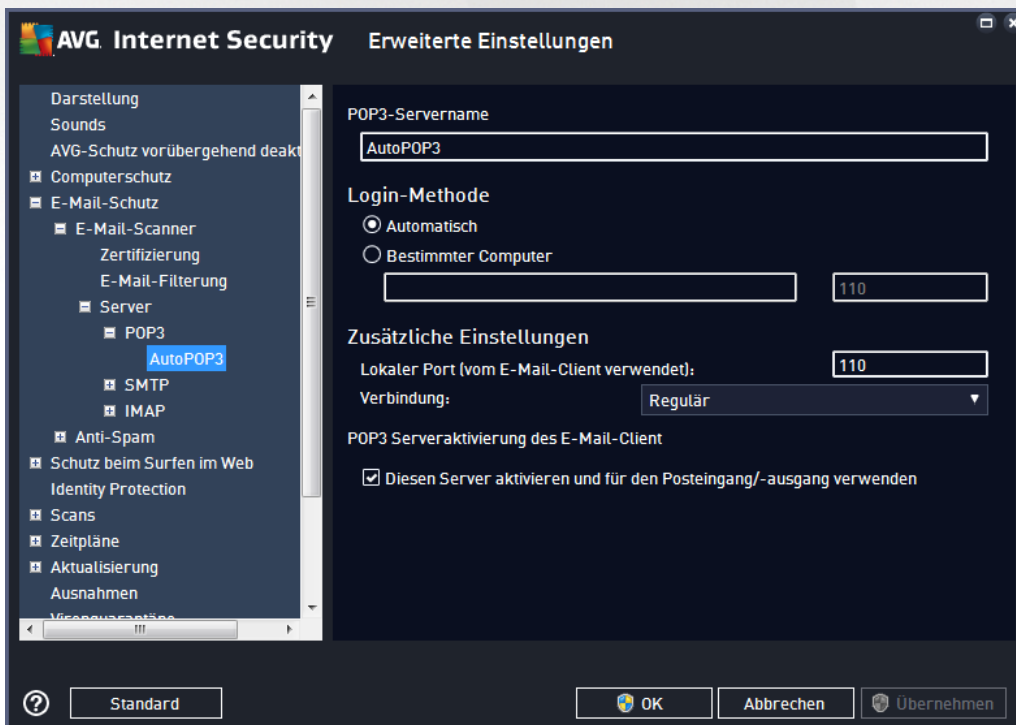 AVG. Internet Security Erweiterte Einstellungen
Darstellung
Sounds
AVG-Schutz vorübergehend deakt
Computerschutz
E-Mail-Schutz
E-Mail-Scanner
Zertifizierung
E-Mail-Filterung
Server
POP3
AutoPOP3
SMTP
IMAP
Anti-Spam
Schutz beim Surfen im Web
Identity Protection
Scans
Zeitpläne
Aktualisierung
Ausnahmen
Virenquarantäne
POP3-Servername
AutoPOP3
Login-Methode
Automatisch
Bestimmter Computer
110
Zusätzliche Einstellungen
Lokaler Port (vom E-Mail-Client verwendet): 110
Verbindung: Regulär
POP3 Serveraktivierung des E-Mail-Client
Diesen Server aktivieren und für den Posteingang/-ausgang verwenden
Standard
OK
Abbrechen
Übernehmen